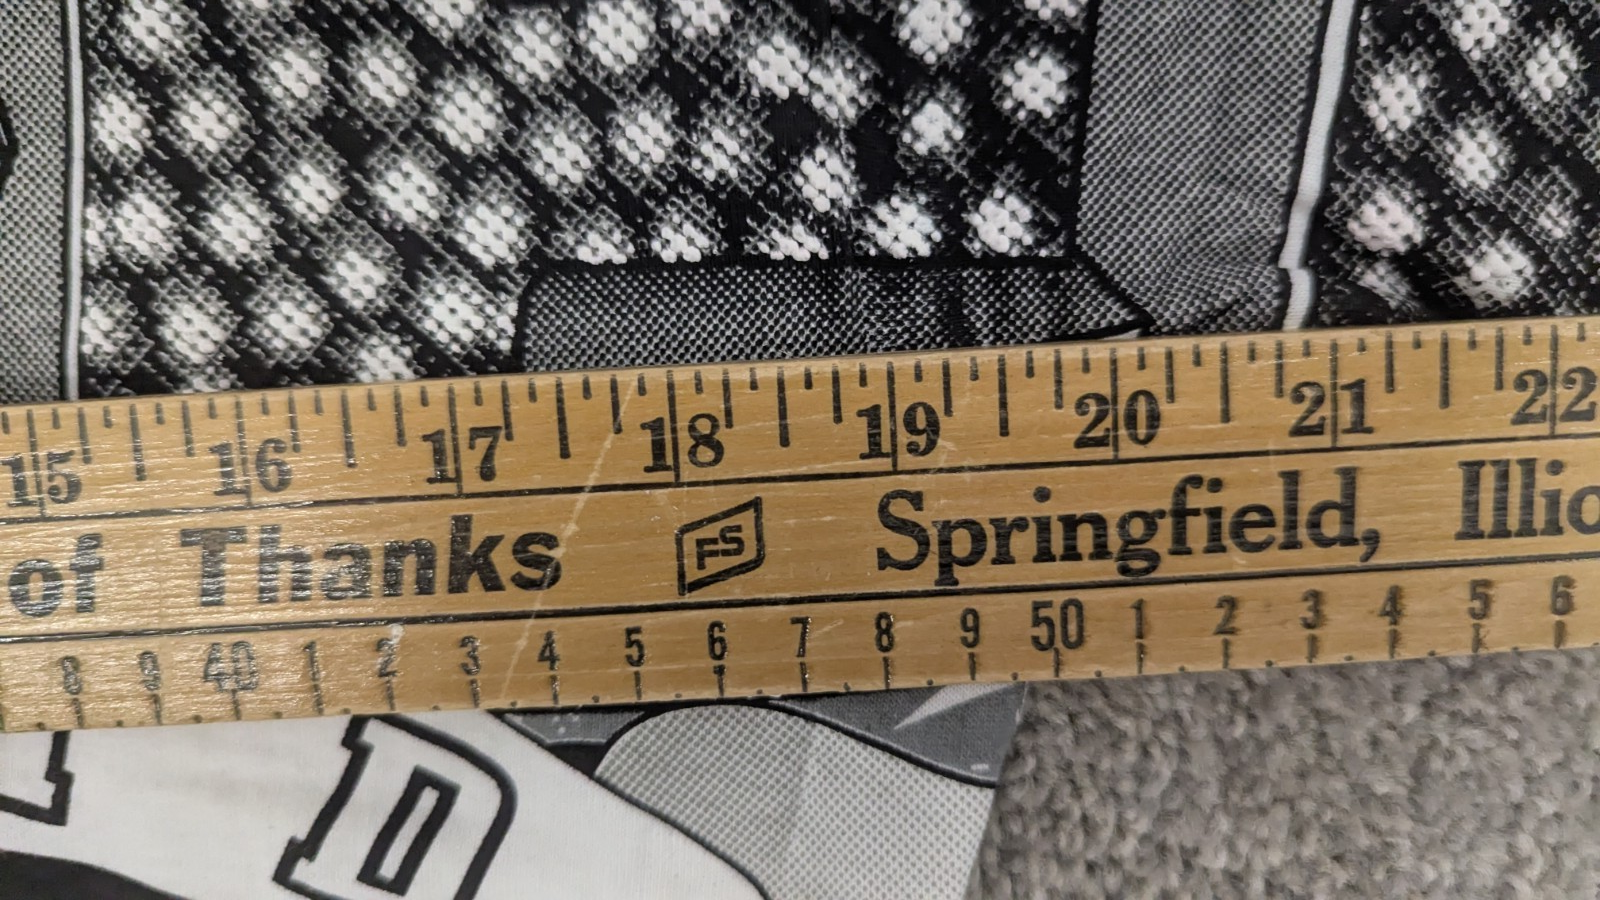 15 16 17 18 19 20 21 22
of Thanks FS Springfield, Illio
8 9 40 1 2 3 4 5 6 7 8 9 50 1 2 3 4 5 6
D